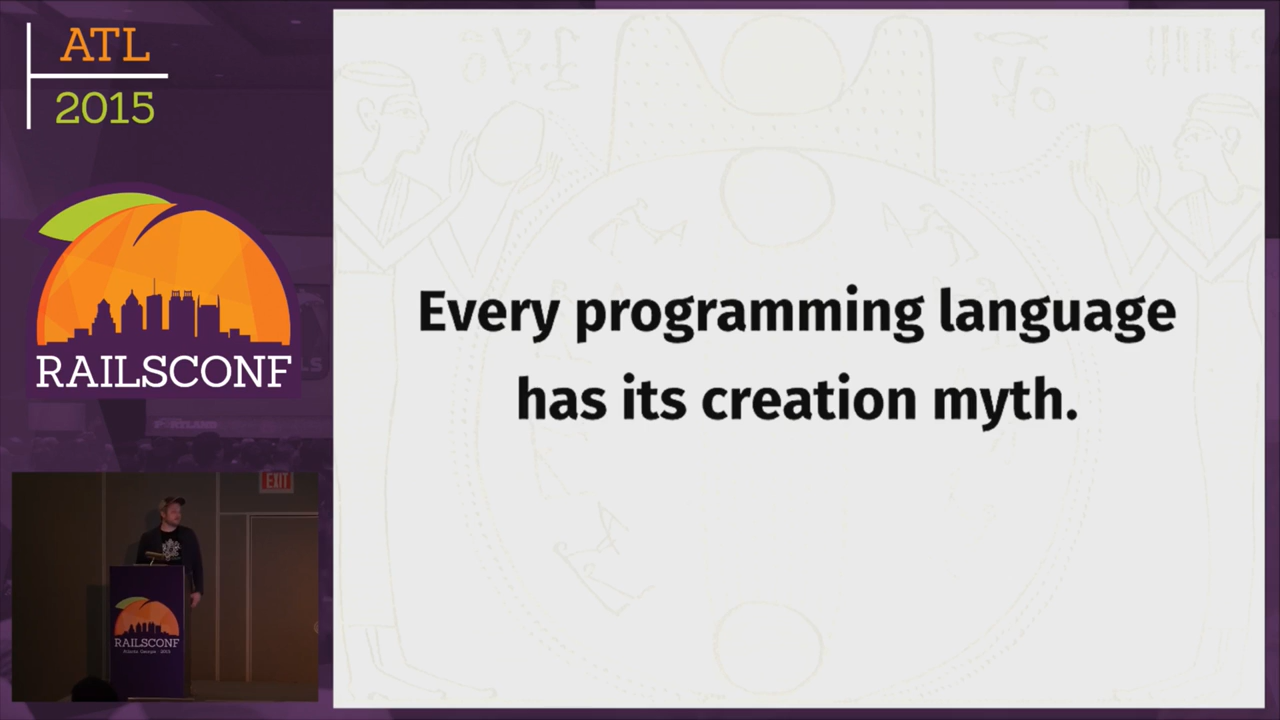 ATL
2015
RAILSCONF
EXIT
RAILSCONF
Every programming language
has its creation myth.